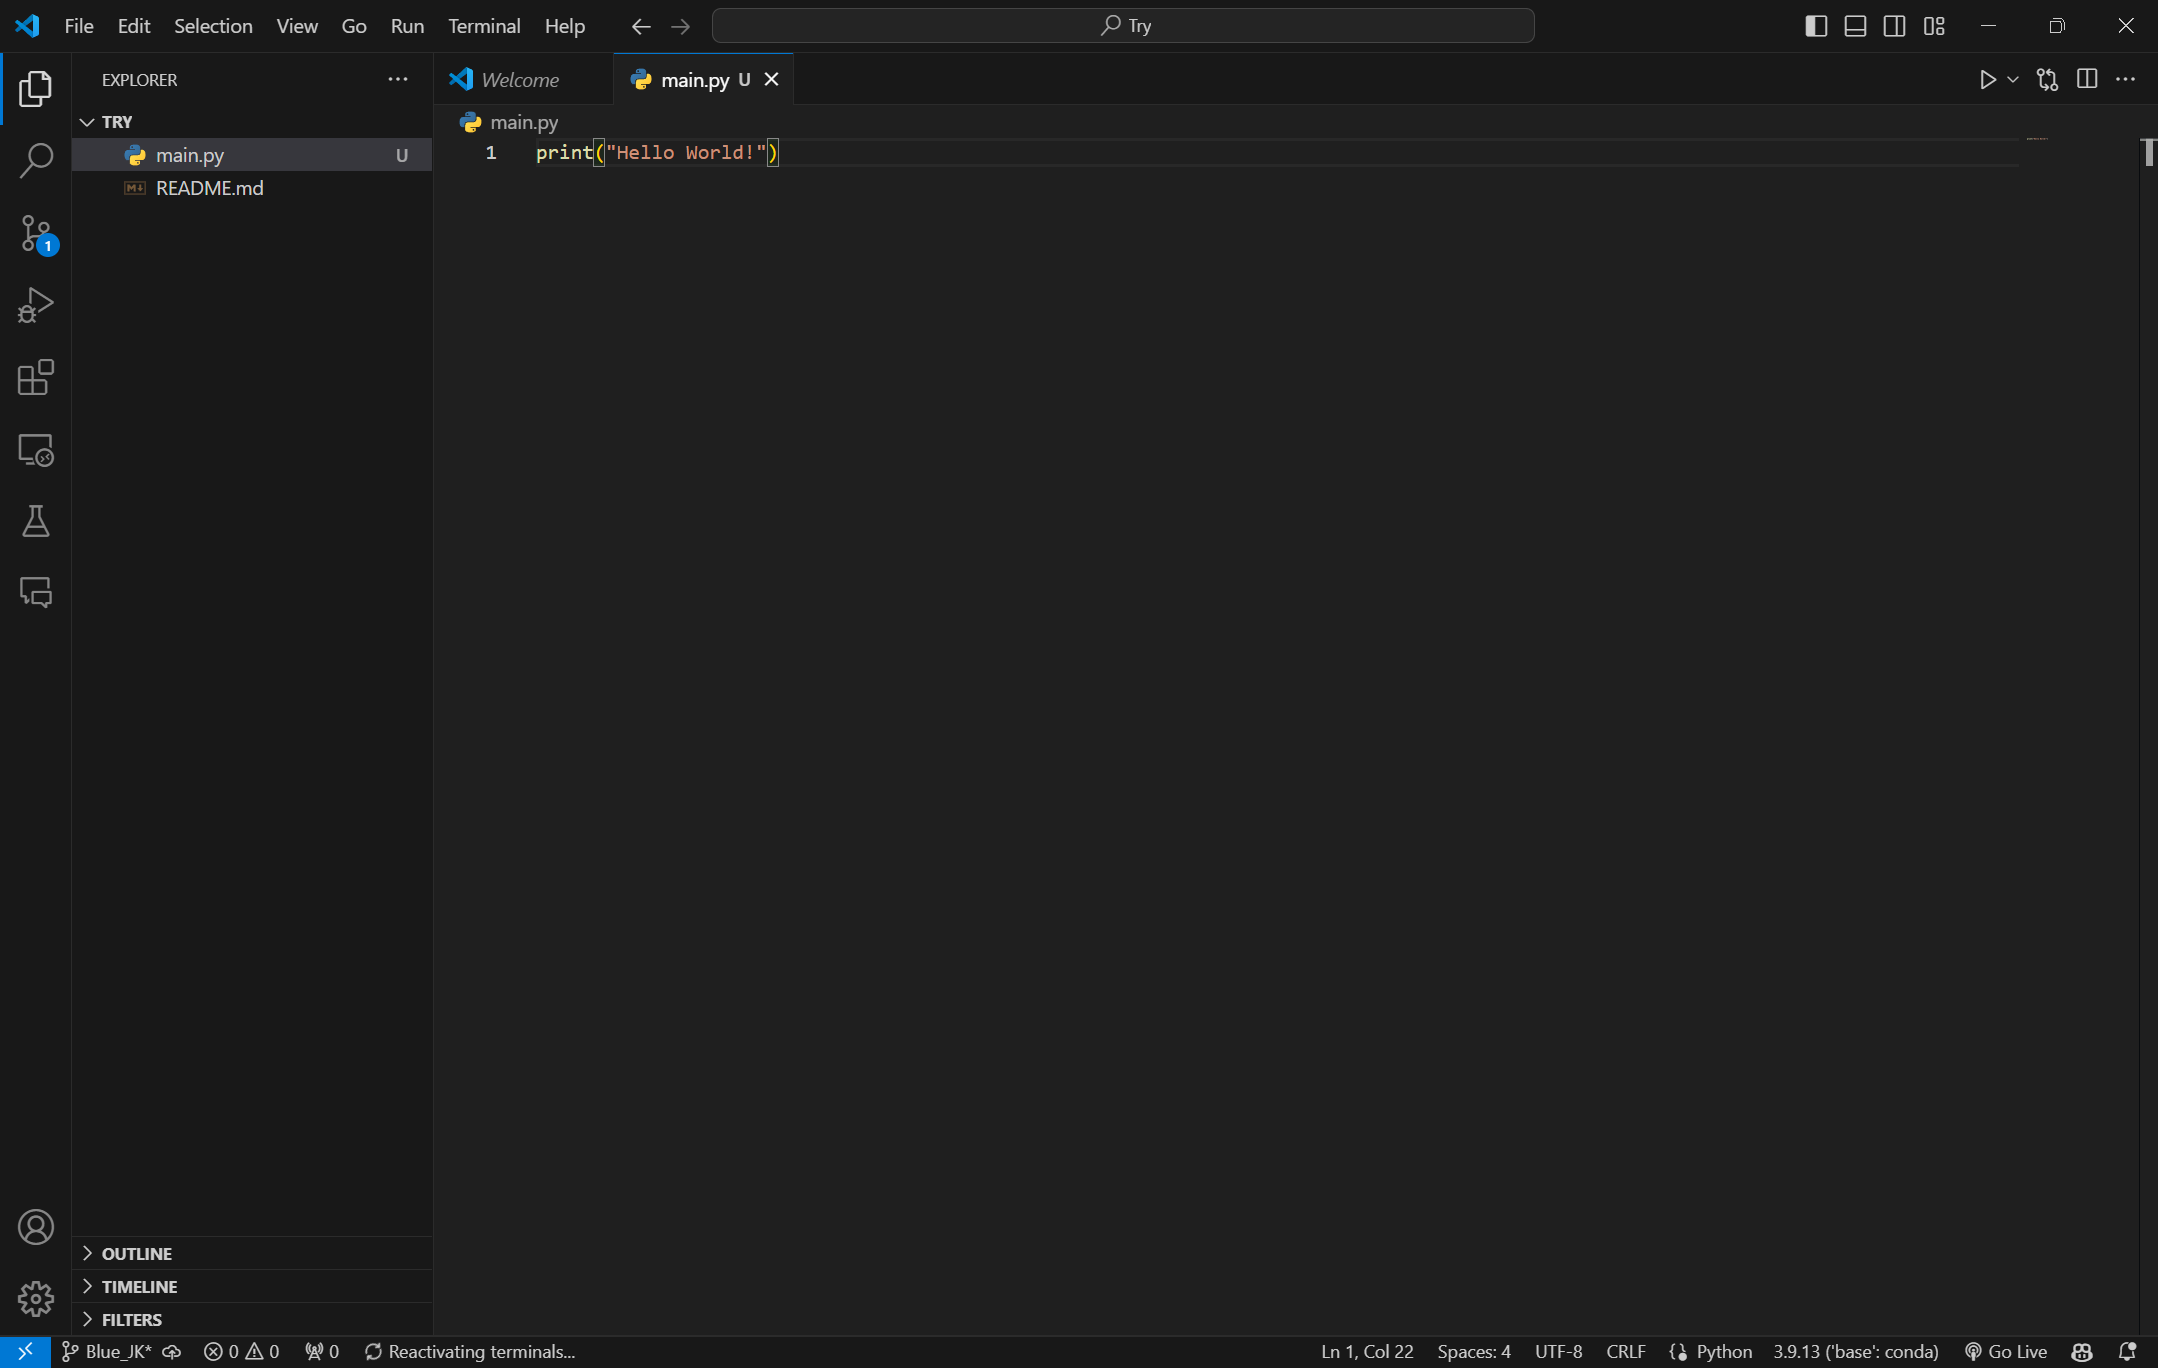 File Edit Selection View Go Run Terminal Help
Try
EXPLORER
TRY
main.py U
README.md
OUTLINE
TIMELINE
FILTERS
Welcome
main.py U
main.py
1 print("Hello World!")
1
Blue_JK* 0 0 0 Reactivating terminals...
Ln 1, Col 22 Spaces: 4 UTF-8 CRLF {} Python 3.9.13 ('base': conda) Go Live